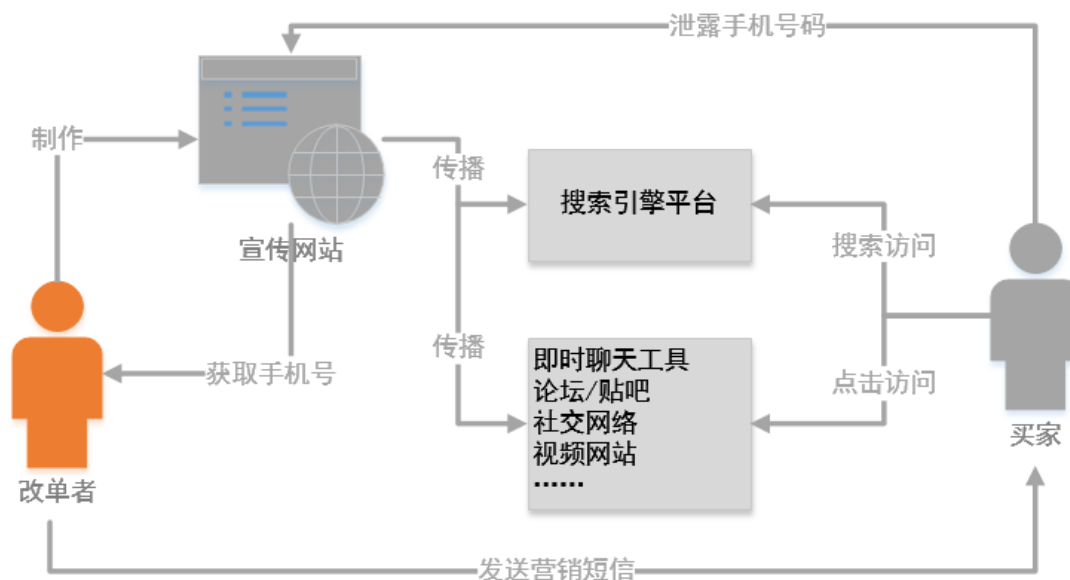 泄露手机号码
制作
传播
搜索引擎平台
宣传网站
搜索访问
传播
获取手机号
即时聊天工具
论坛/贴吧
社交网络
视频网站
......
点击访问
买家
改单者
发送营销短信